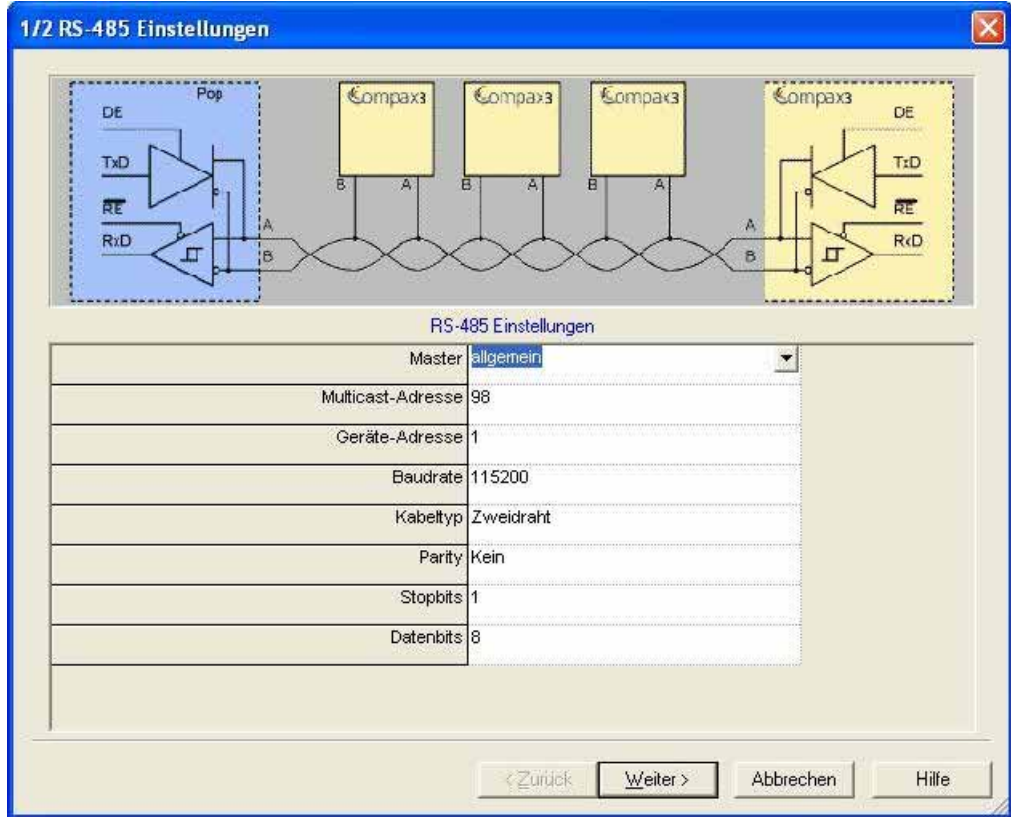 1/2 RS-485 Einstellungen
Pop
DE
TxD
RE
RxD
A
B
Compax3
B A
Compax3
B A
Compax3
B A
Compax3
DE
TxD
RE
RxD
A
B
RS-485 Einstellungen
Master allgemein
Multicast-Adresse 98
Geräte-Adresse 1
Baudrate 115200
Kabeltyp Zweidraht
Parity Kein
Stopbits 1
Datenbits 8
< Zurück Weiter > Abbrechen Hilfe